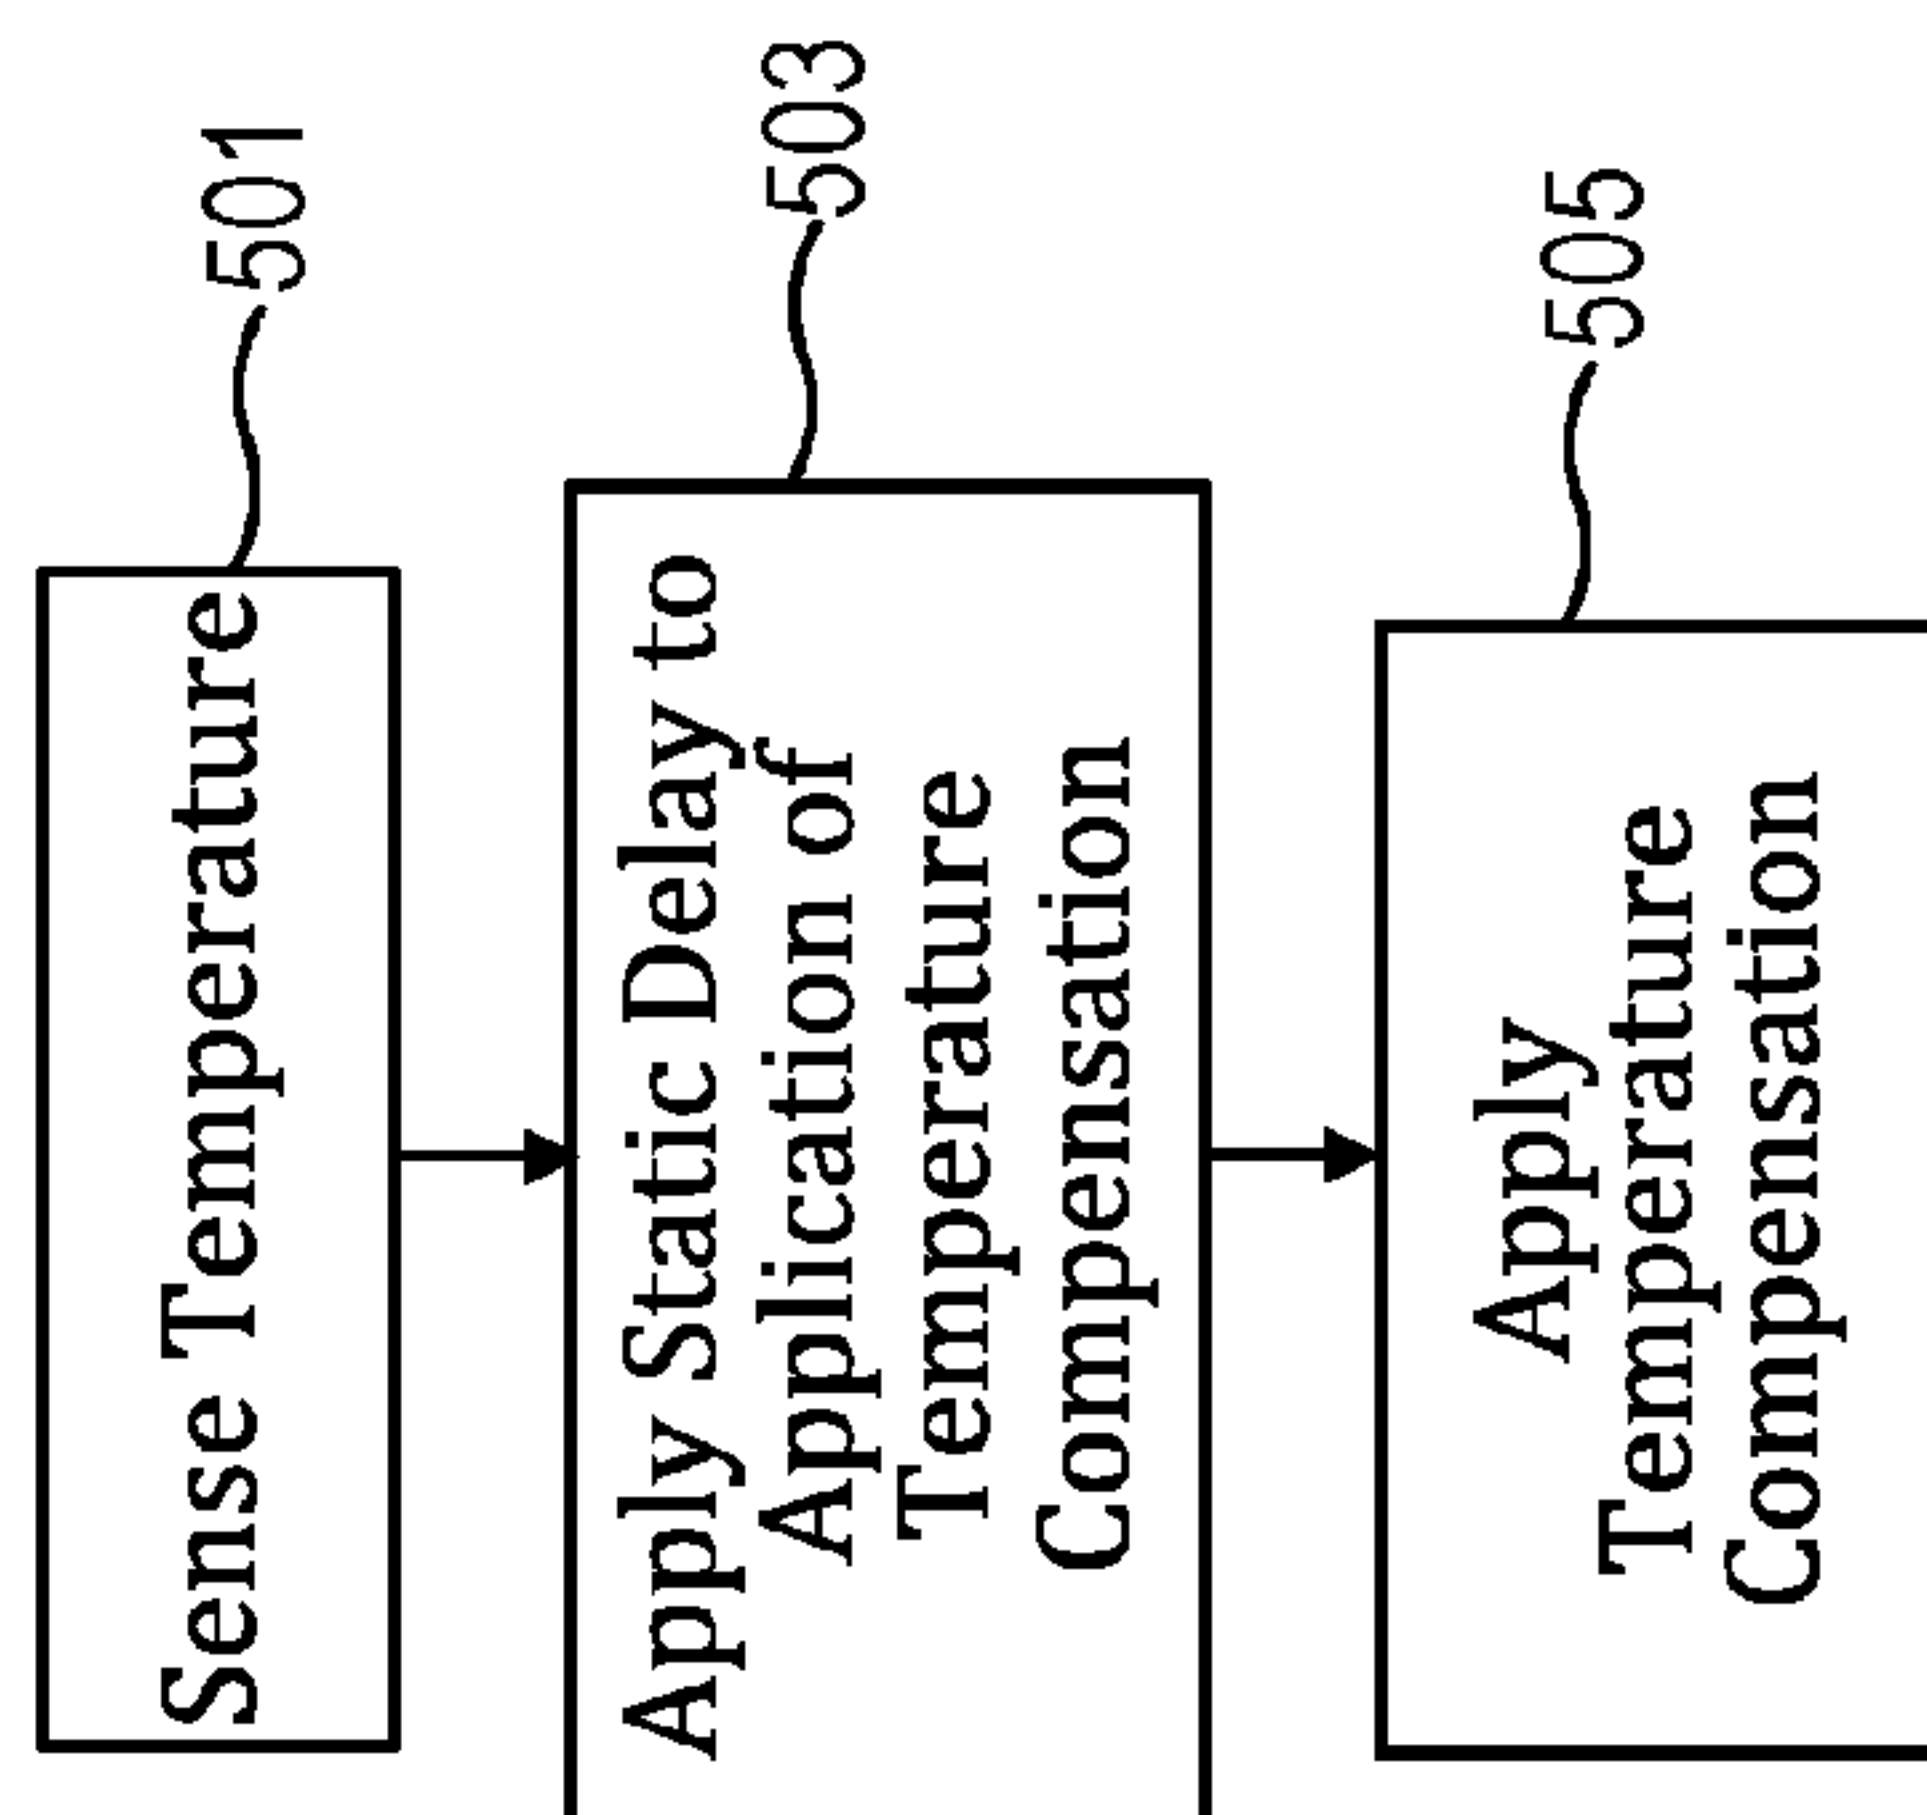 Sense Temperature
501
Apply Static Delay to
Application of
Temperature
Compensation
503
Apply
Temperature
Compensation
505